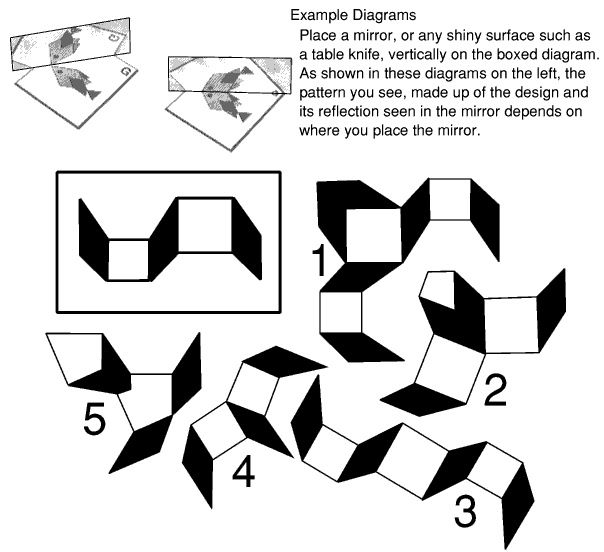 Example Diagrams
Place a mirror, or any shiny surface such as
a table knife, vertically on the boxed diagram.
As shown in these diagrams on the left, the
pattern you see, made up of the design and
its reflection seen in the mirror depends on
where you place the mirror.
1
2
5
4
3